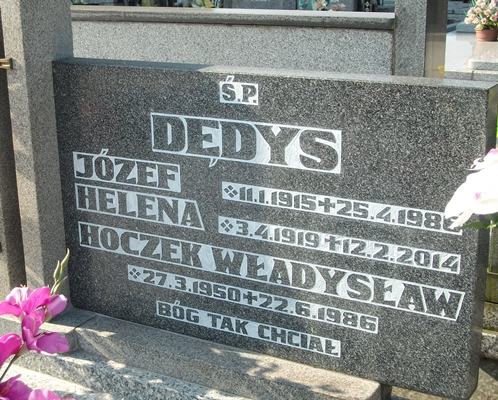 Ś.P.
DĘDYS
JÓZEF
❖11.1.1915✝25.4.1986
HELENA
❖3.4.1919✝12.2.2014
HOCZEK WŁADYSŁAW
❖27.3.1950✝22.6.1986
BÓG TAK CHCIAŁ